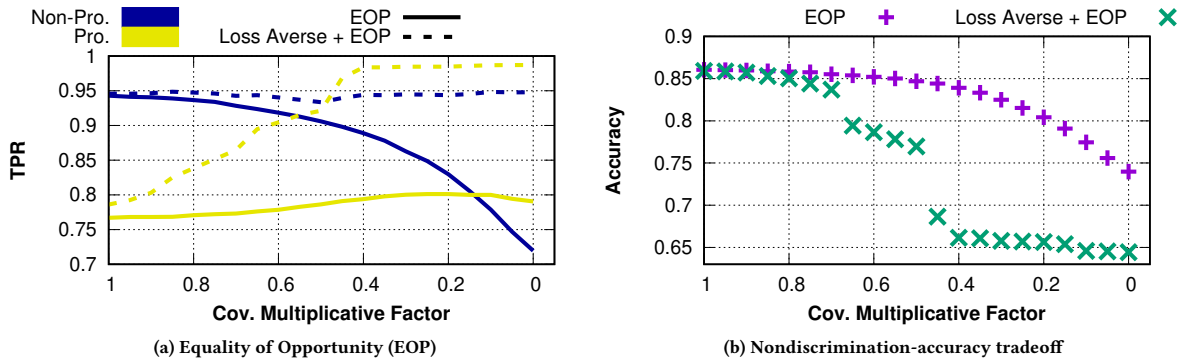 Non-Pro.
Pro.
EOP
Loss Averse + EOP
1
0.95
0.9
0.85
0.8
0.75
0.7
TPR
1 0.8 0.6 0.4 0.2 0
Cov. Multiplicative Factor
(a) Equality of Opportunity (EOP)
EOP Loss Averse + EOP
0.9
0.85
0.8
0.75
0.7
0.65
Accuracy
1 0.8 0.6 0.4 0.2 0
Cov. Multiplicative Factor
(b) Nondiscrimination-accuracy tradeoff